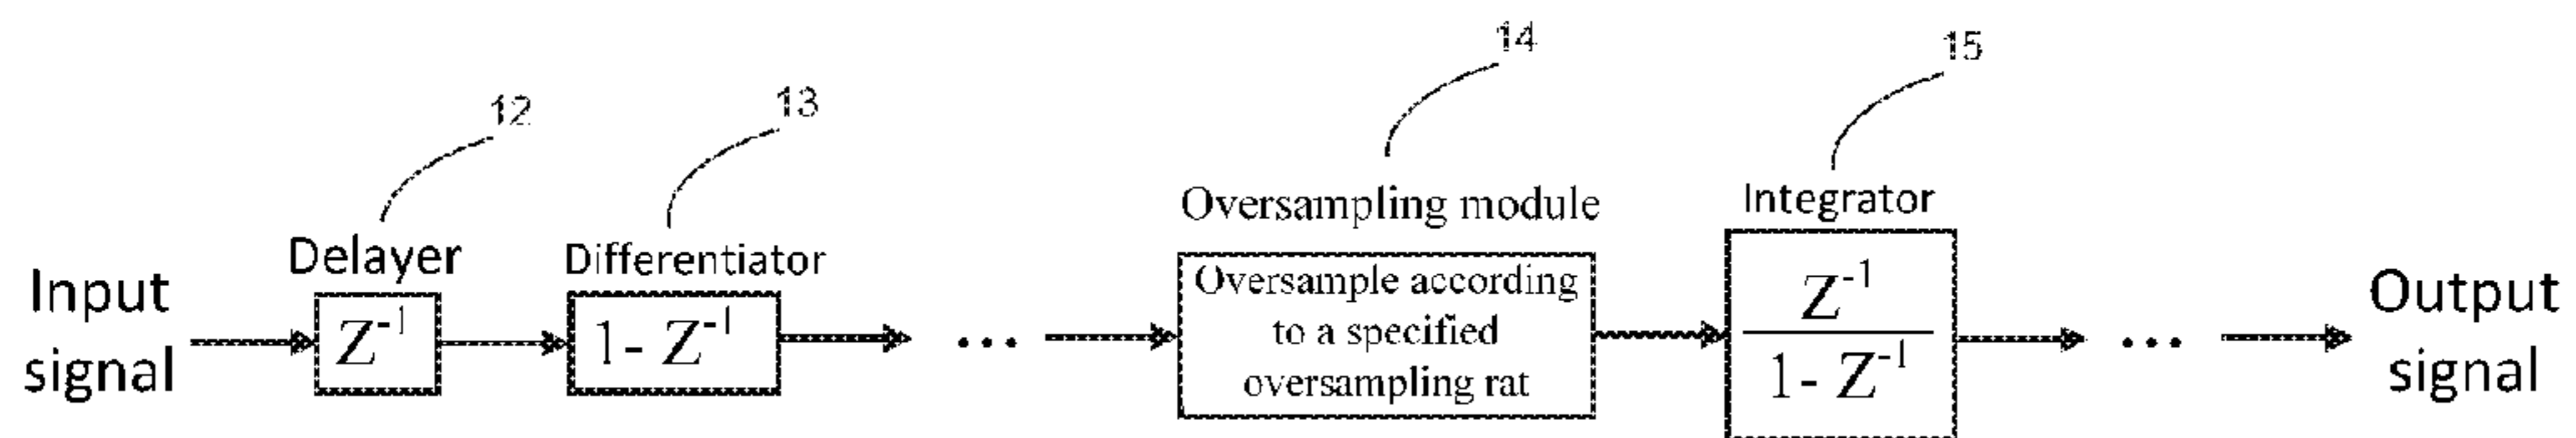 14
15
12
13
Oversampling module
Integrator
Delayer
Differentiator
Input
signal
Z-1
1- Z-1
...
Oversample according
to a specified
oversampling rat
Z-1
1- Z-1
...
Output
signal